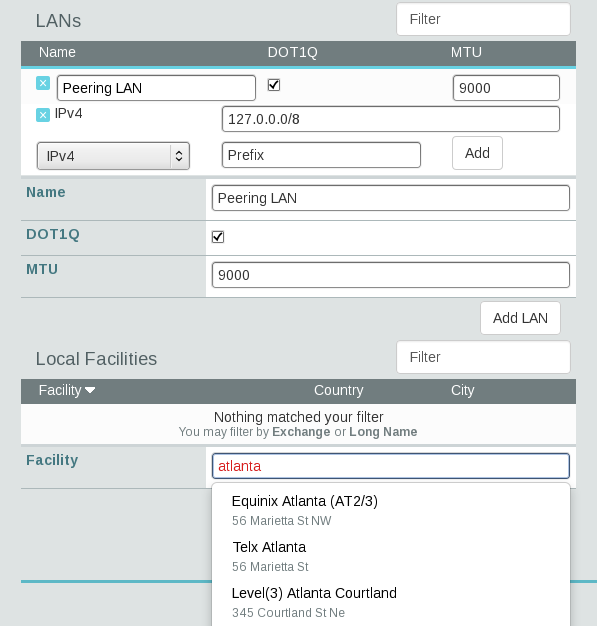 LANs
Filter
Name DOT1Q MTU
Peering LAN 9000
IPv4 127.0.0.0/8
IPv4 Prefix Add
Name Peering LAN
DOT1Q
MTU 9000
Add LAN
Local Facilities
Filter
Facility Country City
Nothing matched your filter
You may filter by Exchange or Long Name
Facility atlanta
Equinix Atlanta (AT2/3)
56 Marietta St NW
Telx Atlanta
56 Marietta St
Level(3) Atlanta Courtland
345 Courtland St Ne